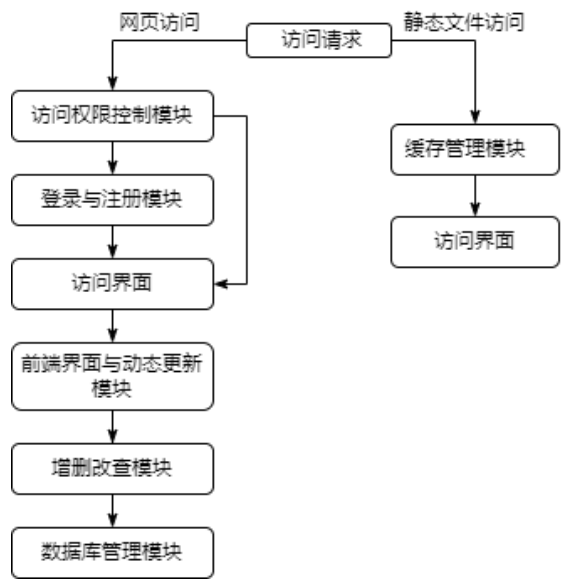 网页访问
访问请求
静态文件访问
访问权限控制模块
缓存管理模块
登录与注册模块
访问界面
访问界面
前端界面与动态更新
模块
增删改查模块
数据库管理模块